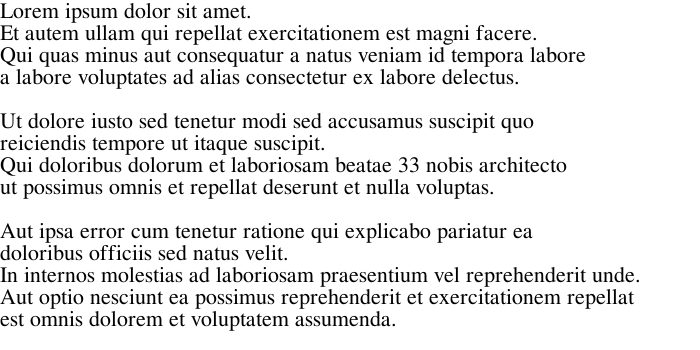 Lorem ipsum dolor sit amet.
Et autem ullam qui repellat exercitationem est magni facere.
Qui quas minus aut consequatur a natus veniam id tempora labore
a labore voluptates ad alias consectetur ex labore delectus.

Ut dolore iusto sed tenetur modi sed accusamus suscipit quo
reiciendis tempore ut itaque suscipit.
Qui doloribus dolorum et laboriosam beatae 33 nobis architecto
ut possimus omnis et repellat deserunt et nulla voluptas.

Aut ipsa error cum tenetur ratione qui explicabo pariatur ea
doloribus officiis sed natus velit.
In internos molestias ad laboriosam praesentium vel reprehenderit unde.
Aut optio nesciunt ea possimus reprehenderit et exercitationem repellat
est omnis dolorem et voluptatem assumenda.